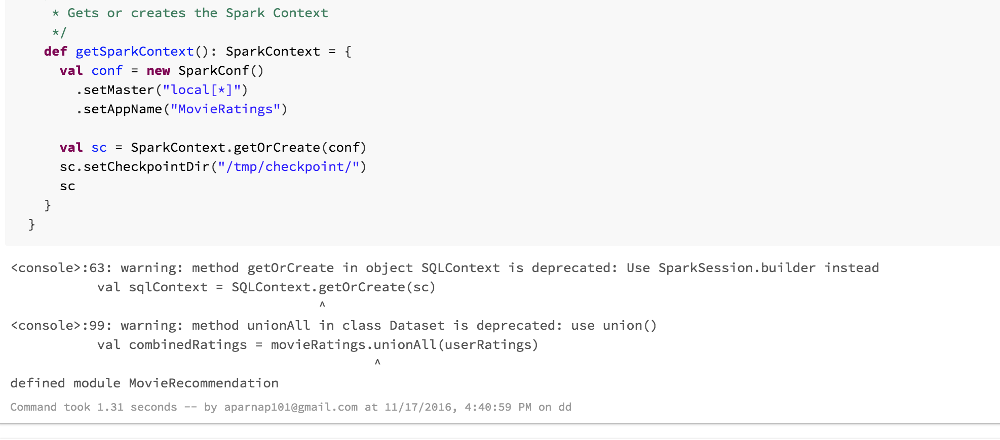 * Gets or creates the Spark Context
*/
def getSparkContext(): SparkContext = {
val conf = new SparkConf()
.setMaster("local[*]")
.setAppName("MovieRatings")
val sc = SparkContext.getOrCreate(conf)
sc.setCheckpointDir("/tmp/checkpoint/")
sc
}
}
<console>:63: warning: method getOrCreate in object SQLContext is deprecated: Use SparkSession.builder instead
val sqlContext = SQLContext.getOrCreate(sc)
^
<console>:99: warning: method unionAll in class Dataset is deprecated: use union()
val combinedRatings = movieRatings.unionAll(userRatings)
^
defined module MovieRecommendation
Command took 1.31 seconds -- by aparnap101@gmail.com at 11/17/2016, 4:40:59 PM on dd